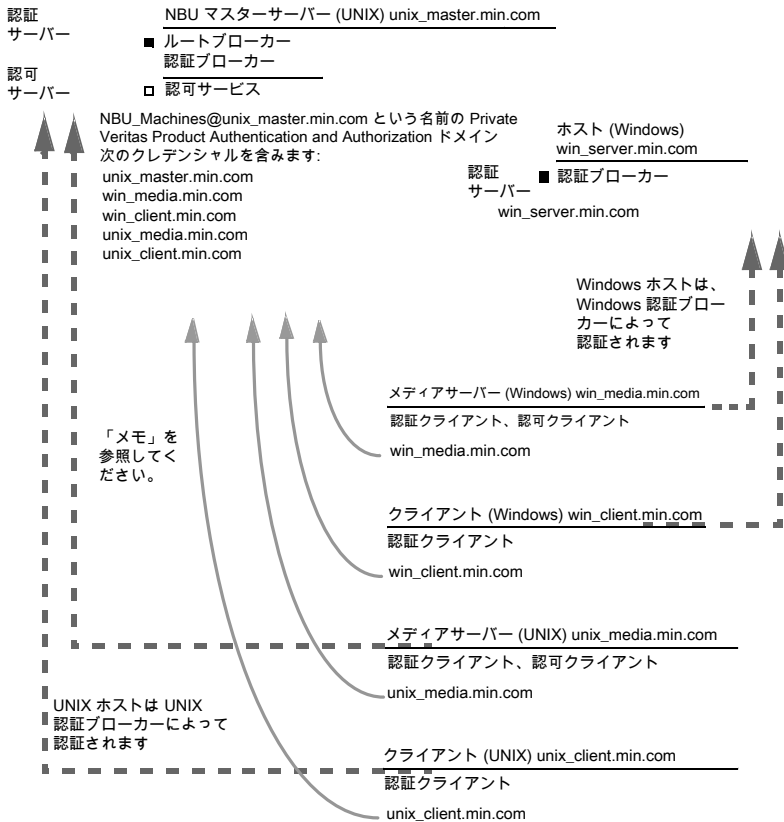 認証
サーバー
NBU マスターサーバー (UNIX) unix_master.min.com
ルートブローカー
認証ブローカー
認可
サーバー
認可サービス
NBU_Machines@unix_master.min.com という名前の Private
Veritas Product Authentication and Authorization ドメイン
次のクレデンシャルを含みます:
unix_master.min.com
win_media.min.com
win_client.min.com
unix_media.min.com
unix_client.min.com
ホスト (Windows)
win_server.min.com
認証
サーバー
認証ブローカー
win_server.min.com
Windows ホストは、
Windows 認証ブロー
カーによって
認証されます
メディアサーバー (Windows) win_media.min.com
認証クライアント、認可クライアント
win_media.min.com
「メモ」を
参照してく
ださい。
クライアント (Windows) win_client.min.com
認証クライアント
win_client.min.com
メディアサーバー (UNIX) unix_media.min.com
認証クライアント、認可クライアント
unix_media.min.com
UNIX ホストは UNIX
認証ブローカーによって
認証されます
クライアント (UNIX) unix_client.min.com
認証クライアント
unix_client.min.com